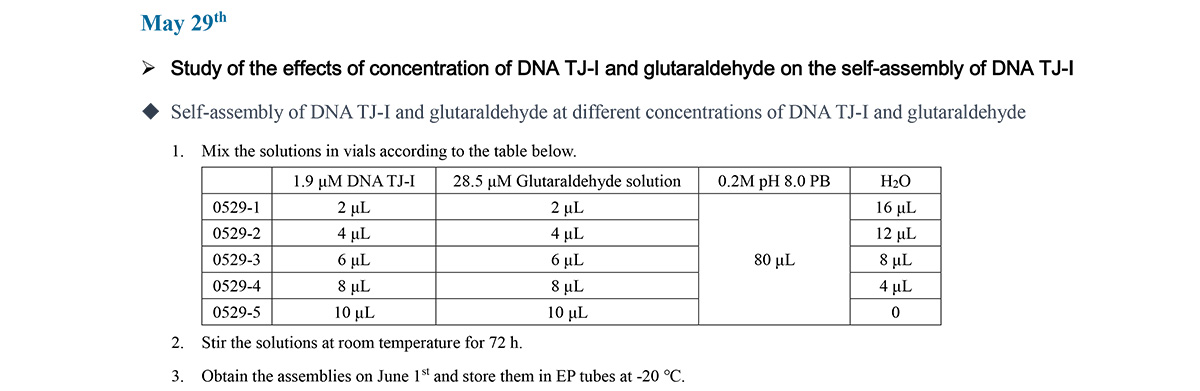 May 29th
➢ Study of the effects of concentration of DNA TJ-I and glutaraldehyde on the self-assembly of DNA TJ-I
◆ Self-assembly of DNA TJ-I and glutaraldehyde at different concentrations of DNA TJ-I and glutaraldehyde
1. Mix the solutions in vials according to the table below.
1.9 μM DNA TJ-I 28.5 μM Glutaraldehyde solution 0.2M pH 8.0 PB H₂O
0529-1 2 μL 2 μL 16 μL
0529-2 4 μL 4 μL 12 μL
0529-3 6 μL 6 μL 80 μL 8 μL
0529-4 8 μL 8 μL 4 μL
0529-5 10 μL 10 μL 0
2. Stir the solutions at room temperature for 72 h.
3. Obtain the assemblies on June 1st and store them in EP tubes at -20 °C.